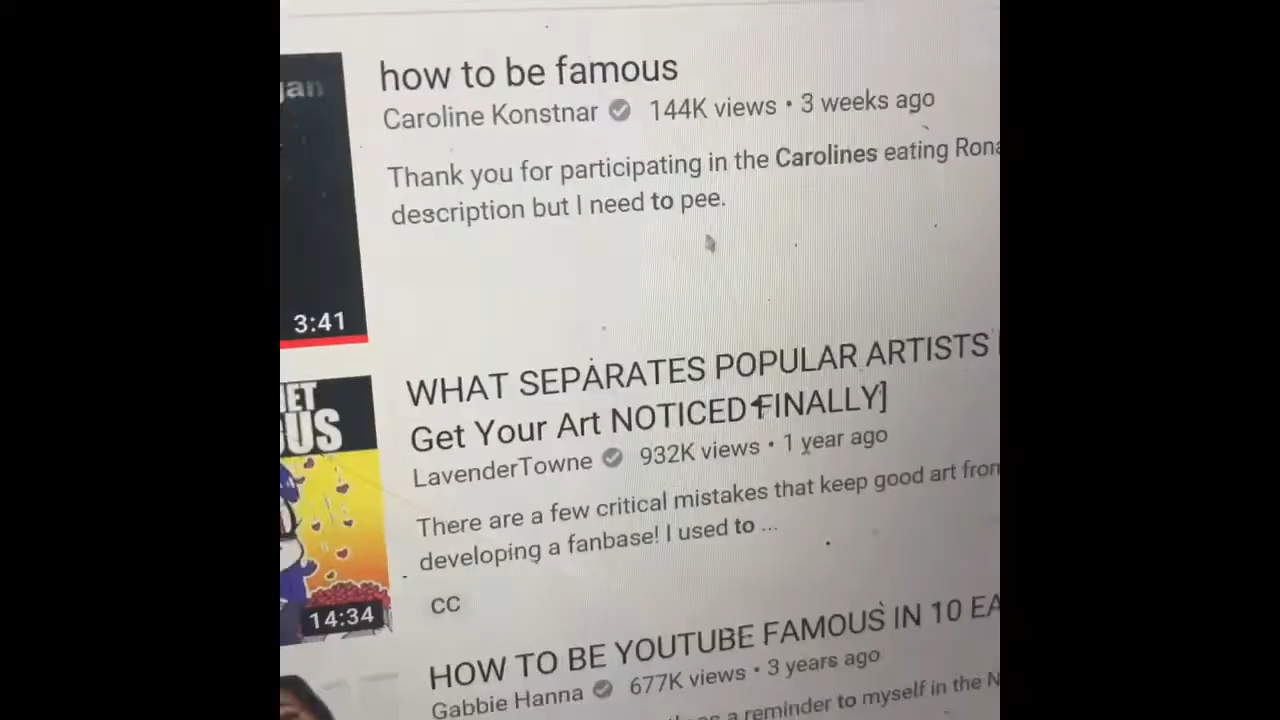 how to be famous
Caroline Konstnar 144K views • 3 weeks ago
Thank you for participating in the Carolines eating
description but I need to pee.
3:41
WHAT SEPARATES POPULAR ARTISTS
Get Your Art NOTICED FINALLY]
LavenderTowne 932K views • 1 year ago
There are a few critical mistakes that keep good art from
developing a fanbase! I used to ...
CC
14:34
HOW TO BE YOUTUBE FAMOUS IN 10
Gabbie Hanna 677K views • 3 years ago
a reminder to myself in the